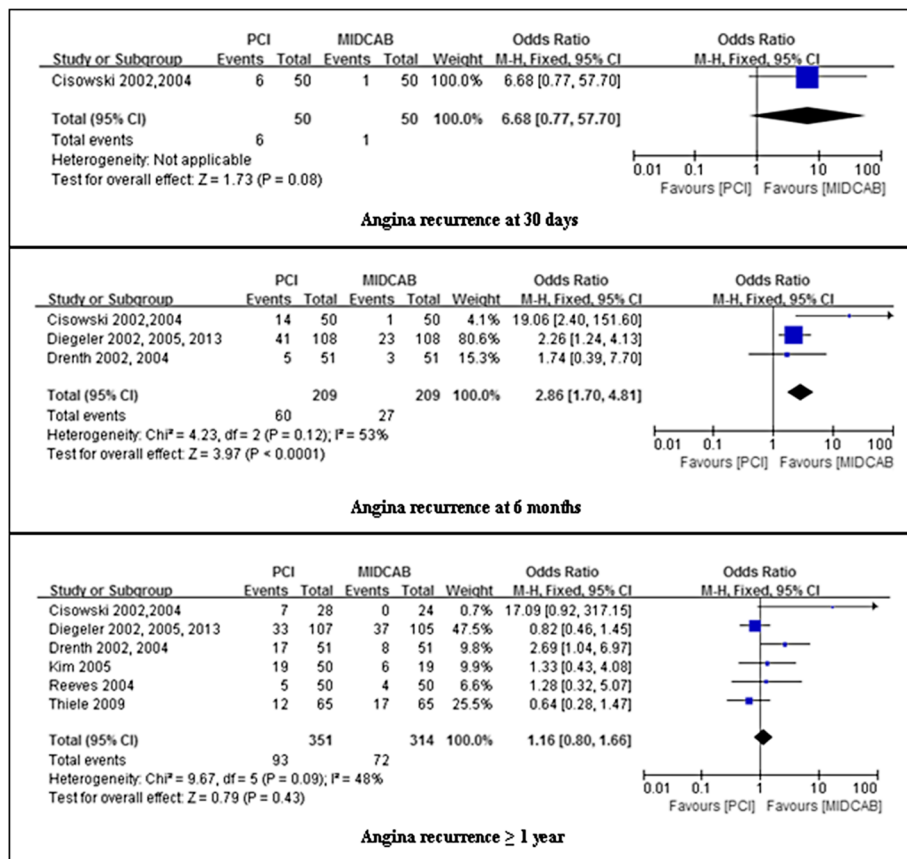 PCI MIDCAB Odds Ratio Odds Ratio
Study or Subgroup Events Total Events Total Weight M-H, Fixed, 95% CI M-H, Fixed, 95% CI
Cisowski 2002,2004 6 50 1 50 100.0% 6.68 [0.77, 57.70]
Total (95% CI) 50 50 100.0% 6.68 [0.77, 57.70]
Total events 6 1
Heterogeneity: Not applicable
Test for overall effect: Z = 1.73 (P = 0.08)
0.01 0.1 1 10 100
Favours [PCI] Favours [MIDCAB]
Angina recurrence at 30 days
PCI MIDCAB Odds Ratio Odds Ratio
Study or Subgroup Events Total Events Total Weight M-H, Fixed, 95% CI M-H, Fixed, 95% CI
Cisowski 2002,2004 14 50 1 50 4.1% 19.06 [2.40, 151.60]
Diegeler 2002, 2005, 2013 41 108 23 108 80.6% 2.26 [1.24, 4.13]
Drenth 2002, 2004 5 51 3 51 15.3% 1.74 [0.39, 7.70]
Total (95% CI) 209 209 100.0% 2.86 [1.70, 4.81]
Total events 60 27
Heterogeneity: Chi² = 4.23, df = 2 (P = 0.12); I² = 53%
Test for overall effect: Z = 3.97 (P < 0.0001)
0.01 0.1 1 10 100
Favours [PCI] Favours [MIDCAB]
Angina recurrence at 6 months
PCI MIDCAB Odds Ratio Odds Ratio
Study or Subgroup Events Total Events Total Weight M-H, Fixed, 95% CI M-H, Fixed, 95% CI
Cisowski 2002,2004 7 28 0 24 0.7% 17.09 [0.92, 317.15]
Diegeler 2002, 2005, 2013 33 107 37 105 47.5% 0.82 [0.46, 1.45]
Drenth 2002, 2004 17 51 8 51 9.8% 2.69 [1.04, 6.97]
Kim 2005 19 50 6 19 9.9% 1.33 [0.43, 4.08]
Reeves 2004 5 50 4 50 6.6% 1.28 [0.32, 5.07]
Thiele 2009 12 65 17 65 25.5% 0.64 [0.28, 1.47]
Total (95% CI) 351 314 100.0% 1.16 [0.80, 1.66]
Total events 93 72
Heterogeneity: Chi² = 9.67, df = 5 (P = 0.09); I² = 48%
Test for overall effect: Z = 0.79 (P = 0.43)
0.01 0.1 1 10 100
Favours [PCI] Favours [MIDCAB]
Angina recurrence ≥ 1 year